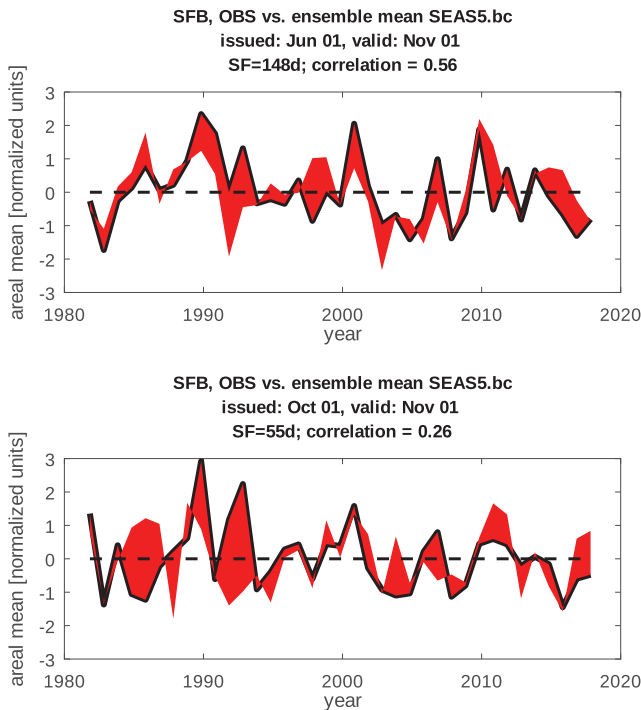 SFB, OBS vs. ensemble mean SEAS5.bc
issued: Jun 01, valid: Nov 01
SF=148d; correlation = 0.56
areal mean [normalized units]
3
2
1
0
-1
-2
-3
1980 1990 2000 2010 2020
year
SFB, OBS vs. ensemble mean SEAS5.bc
issued: Oct 01, valid: Nov 01
SF=55d; correlation = 0.26
areal mean [normalized units]
3
2
1
0
-1
-2
-3
1980 1990 2000 2010 2020
year